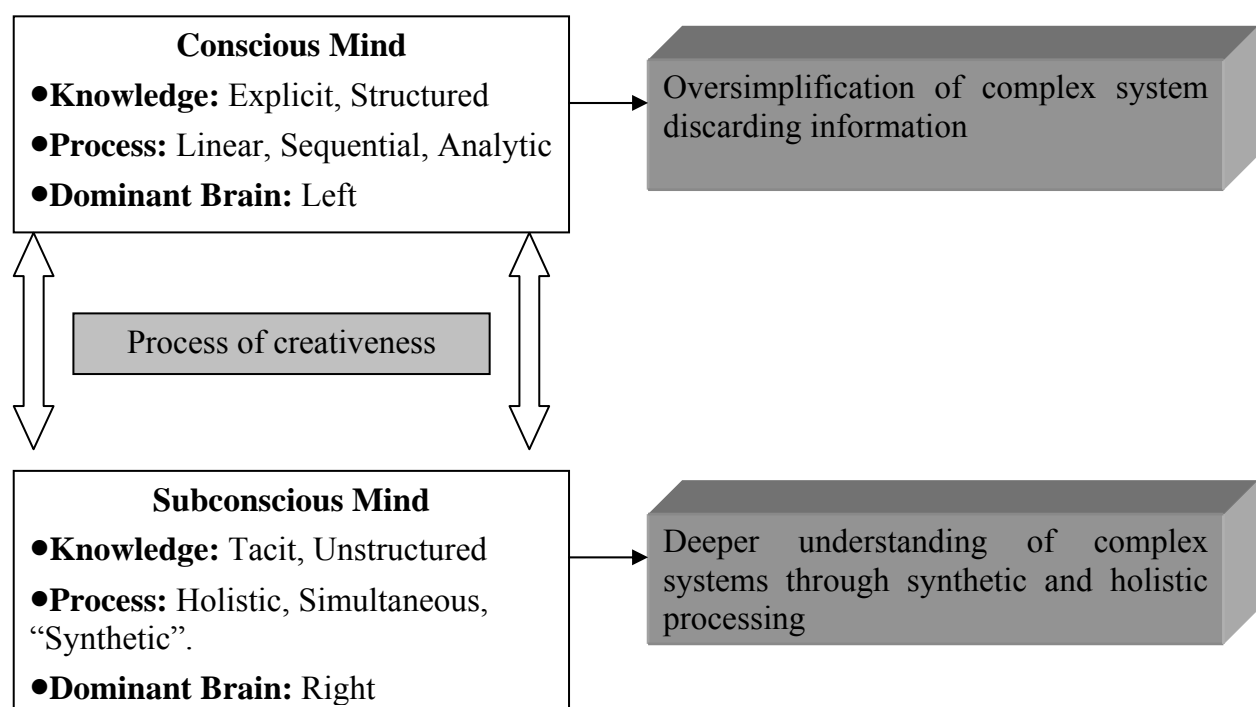 Conscious Mind
●Knowledge: Explicit, Structured
●Process: Linear, Sequential, Analytic
●Dominant Brain: Left
Oversimplification of complex system
discarding information
Process of creativeness
Subconscious Mind
●Knowledge: Tacit, Unstructured
●Process: Holistic, Simultaneous,
“Synthetic”.
●Dominant Brain: Right
Deeper understanding of complex
systems through synthetic and holistic
processing